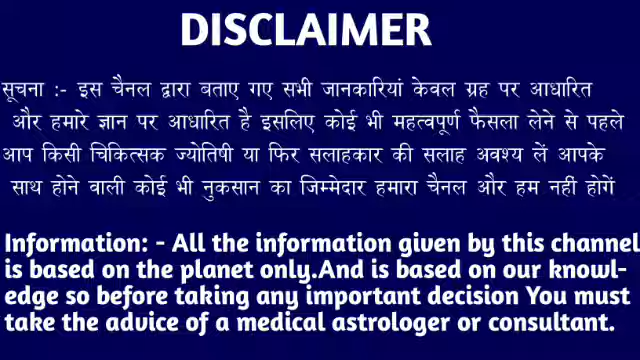 DISCLAIMER
सूचना :- इस चैनल द्वारा बताए गए सभी जानकारियां केवल ग्रह पर आधारित
और हमारे ज्ञान पर आधारित है इसलिए कोई भी महत्वपूर्ण फैसला लेने से पहले
आप किसी चिकित्सक ज्योतिषी या फिर सलाहकार की सलाह अवश्य लें आपके
साथ होने वाली कोई भी नुकसान का जिम्मेदार हमारा चैनल और हम नहीं होगें
Information: - All the information given by this channel
is based on the planet only.And is based on our knowl-
edge so before taking any important decision You must
take the advice of a medical astrologer or consultant.